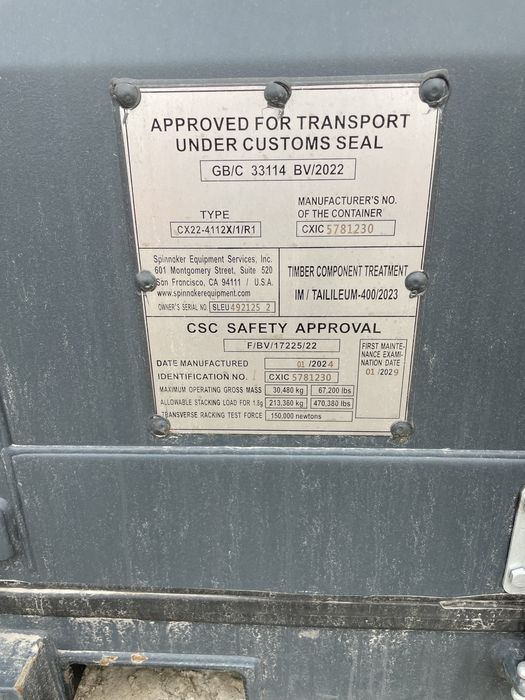 APPROVED FOR TRANSPORT
UNDER CUSTOMS SEAL
GB/C 33114 BV/2022
TYPE
CX22-4112X/1/R1
MANUFACTURER'S NO.
OF THE CONTAINER
CXIC 5781230
Spinnaker Equipment Services, Inc.
601 Montgomery Street, Suite 520
San Francisco, CA 94111 / U.S.A.
www.spinnakerequipment.com
OWNER'S SERIAL NO. SLEU 492125 2
TIMBER COMPONENT TREATMENT
IM / TAILILEUM-400/2023
CSC SAFETY APPROVAL
F/BV/17225/22
DATE MANUFACTURED 01 /2024
IDENTIFICATION NO. CXIC 5781230
MAXIMUM OPERATING GROSS MASS 30,480 kg 67,200 lbs
ALLOWABLE STACKING LOAD FOR 1.8g 213,360 kg 470,380 lbs
TRANSVERSE RACKING TEST FORCE 150,000 newtons
FIRST MAINTE-
NANCE EXAMI-
NATION DATE
01 /2029